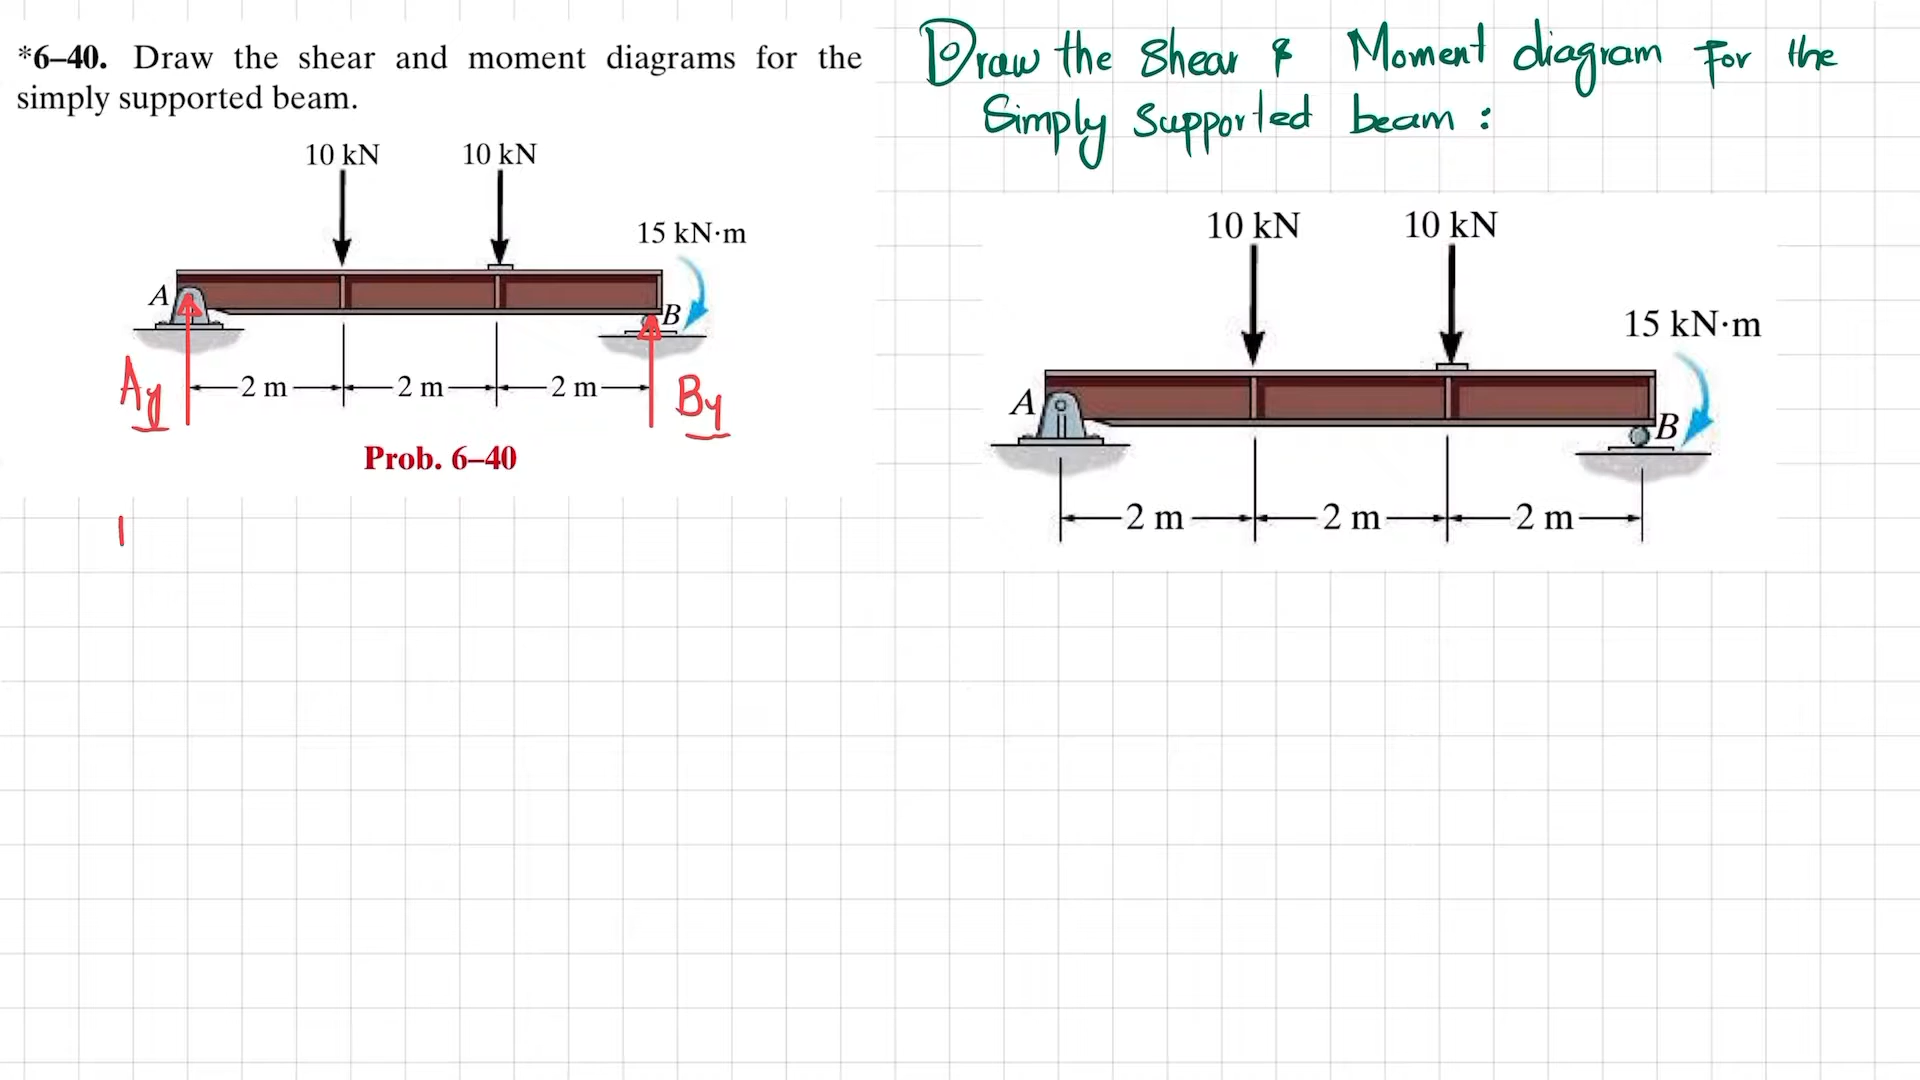 *6–40. Draw the shear and moment diagrams for the
simply supported beam.
10 kN
10 kN
15 kN·m
A
B
Ay
2 m
2 m
2 m
By
Prob. 6–40
Draw the Shear & Moment diagram For the
Simply Supported beam :
10 kN
10 kN
15 kN·m
A
B
2 m
2 m
2 m